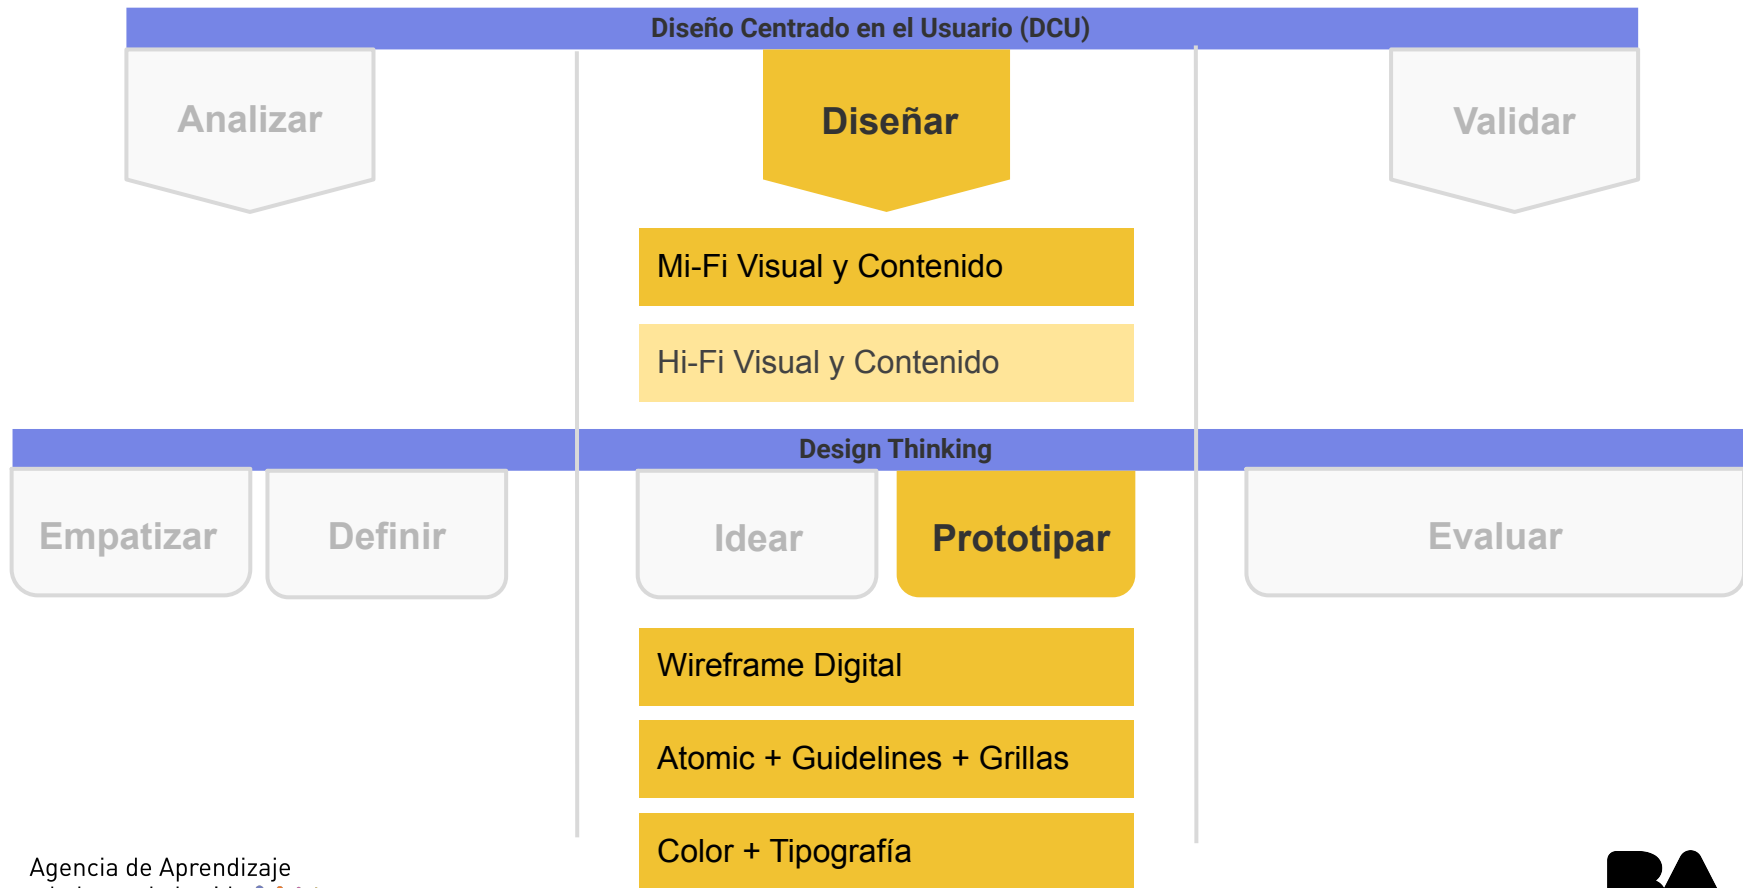 Diseño Centrado en el Usuario (DCU)
Analizar
Diseñar
Validar
Mi-Fi Visual y Contenido
Hi-Fi Visual y Contenido
Design Thinking
Empatizar
Definir
Idear
Prototipar
Evaluar
Wireframe Digital
Atomic + Guidelines + Grillas
Color + Tipografía
Agencia de Aprendizaje
BA